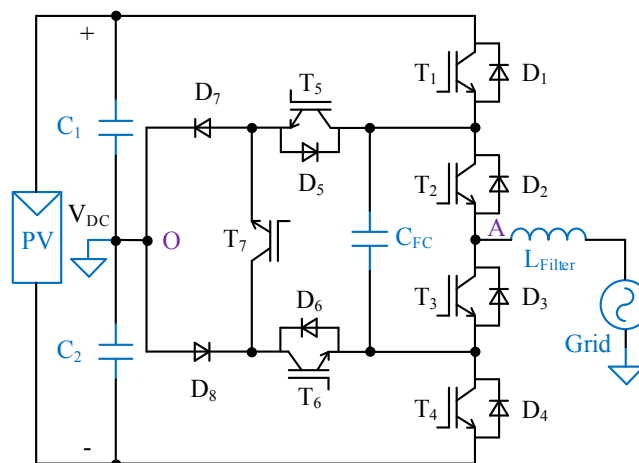 +
T1
D1
T5
D7
C1
D5
T2
D2
VDC
A
PV
O
T7
CFC
LFilter
D6
T3
D3
C2
Grid
D8
T6
T4
D4
-